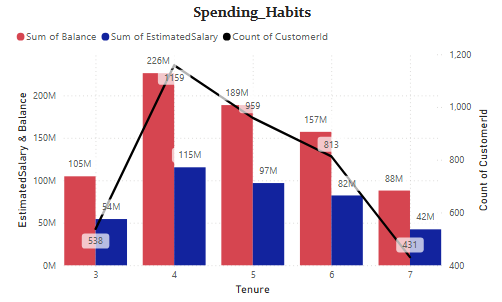 Spending_Habits
Sum of Balance Sum of EstimatedSalary Count of CustomerId
226M
1,200
1159
189M
959
200M
1,000
157M
813
150M
115M
105M
97M
800
88M
82M
100M
54M
600
50M
42M
538
431
0M
400
3 4 5 6 7
Tenure
EstimatedSalary & Balance
Count of CustomerId